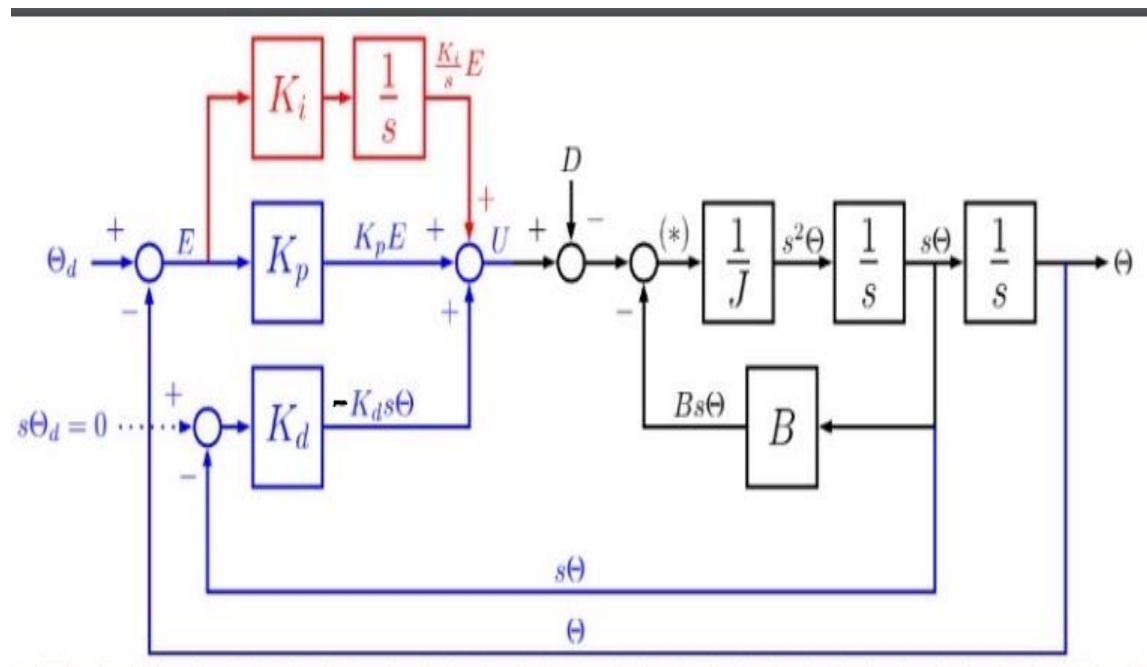 K_i
1/s
K_i/s E
+
D
−
Θ_d
+
−
E
K_p
K_pE
+
+
U
+
(*)
−
1/J
s²Θ
1/s
sΘ
1/s
Θ
sΘ_d = 0
+
−
K_d
-K_dsΘ
BsΘ
B
sΘ
Θ